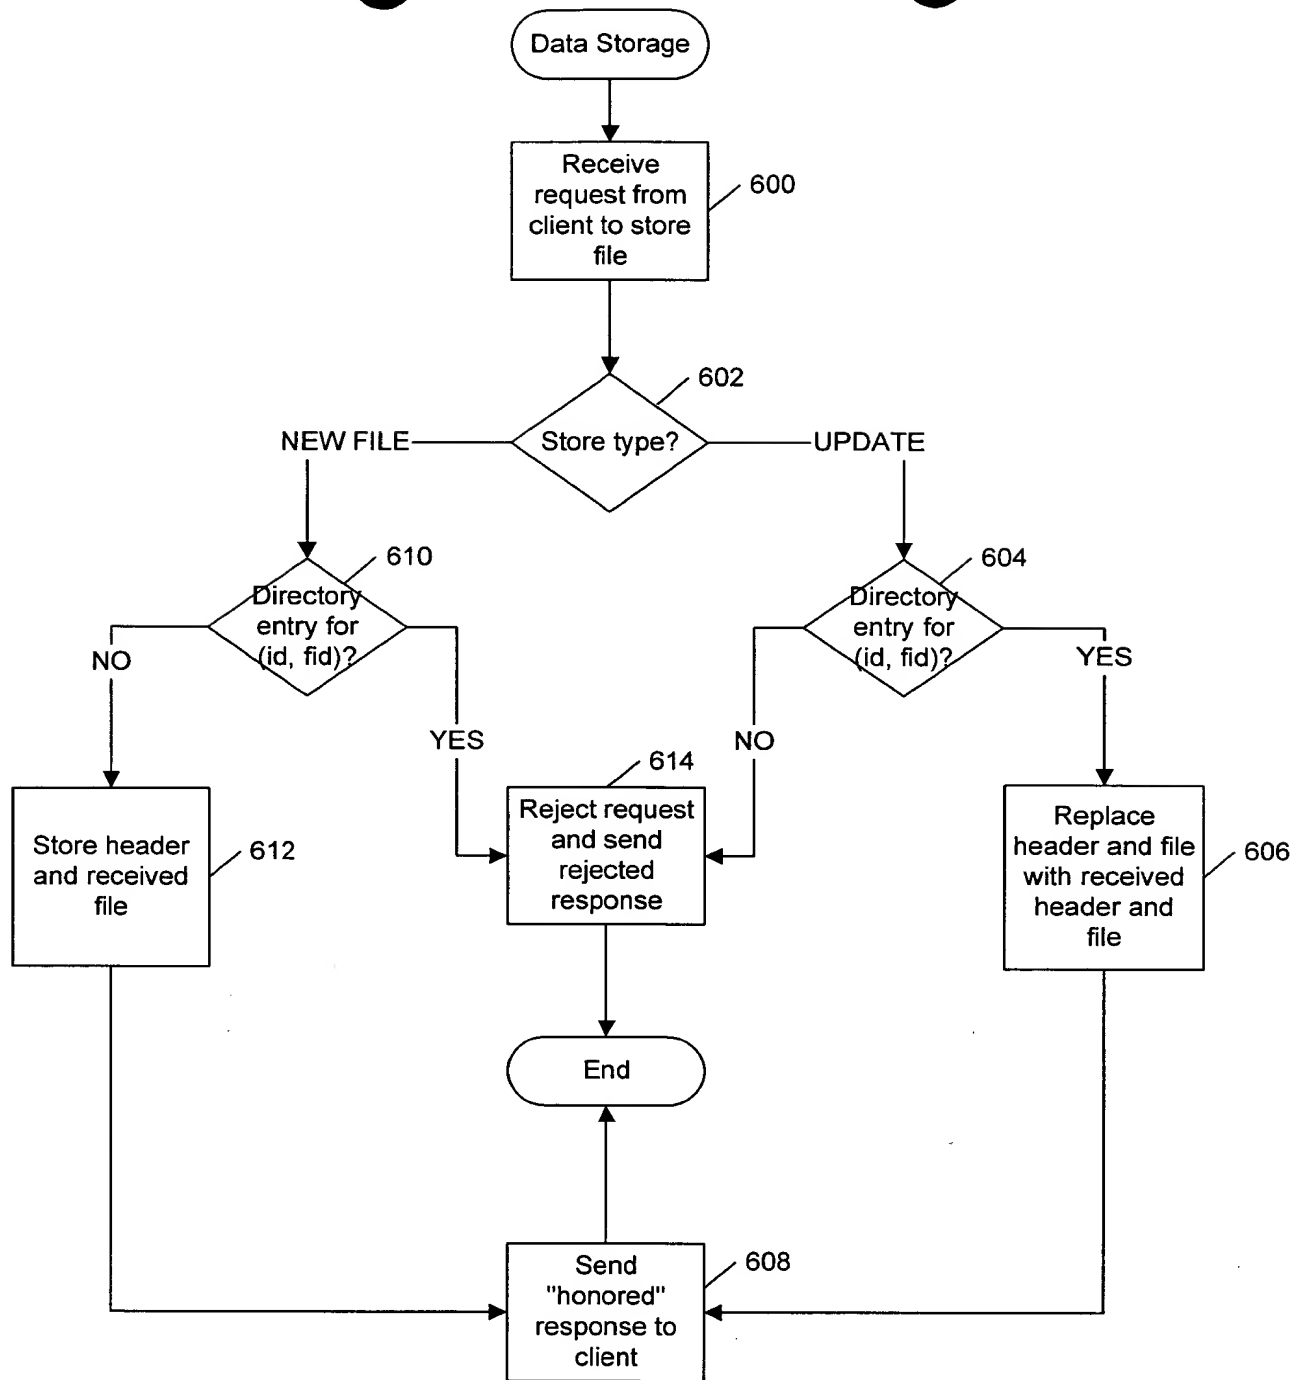 Data Storage
Receive
request from
client to store
file
600
602
NEW FILE
Store type?
UPDATE
610
Directory
entry for
(id, fid)?
604
Directory
entry for
(id, fid)?
NO
YES
NO
YES
614
Store header
and received
file
612
Reject request
and send
rejected
response
Replace
header and file
with received
header and
file
606
End
Send
"honored"
response to
client
608